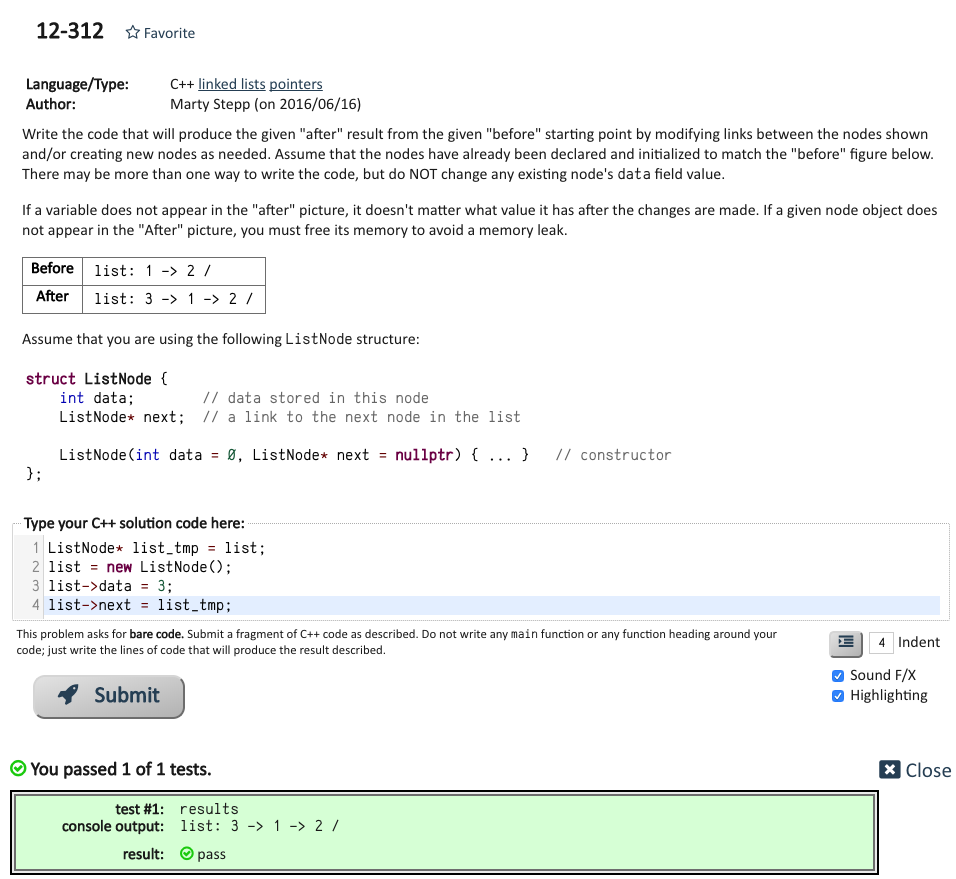 12-312 ☆ Favorite
Language/Type: C++ linked lists pointers
Author: Marty Stepp (on 2016/06/16)
Write the code that will produce the given "after" result from the given "before" starting point by modifying links between the nodes shown
and/or creating new nodes as needed. Assume that the nodes have already been declared and initialized to match the "before" figure below.
There may be more than one way to write the code, but do NOT change any existing node's data field value.
If a variable does not appear in the "after" picture, it doesn't matter what value it has after the changes are made. If a given node object does
not appear in the "After" picture, you must free its memory to avoid a memory leak.
Before list: 1 -> 2 /
After list: 3 -> 1 -> 2 /
Assume that you are using the following ListNode structure:
struct ListNode {
    int data;        // data stored in this node
    ListNode* next;  // a link to the next node in the list
    ListNode(int data = 0, ListNode* next = nullptr) { ... }   // constructor
};
Type your C++ solution code here:
1 ListNode* list_tmp = list;
2 list = new ListNode();
3 list->data = 3;
4 list->next = list_tmp;
This problem asks for bare code. Submit a fragment of C++ code as described. Do not write any main function or any function heading around your
code; just write the lines of code that will produce the result described.
4 Indent
Sound F/X
Highlighting
Submit
You passed 1 of 1 tests.
Close
test #1: results
console output: list: 3 -> 1 -> 2 /
result: pass